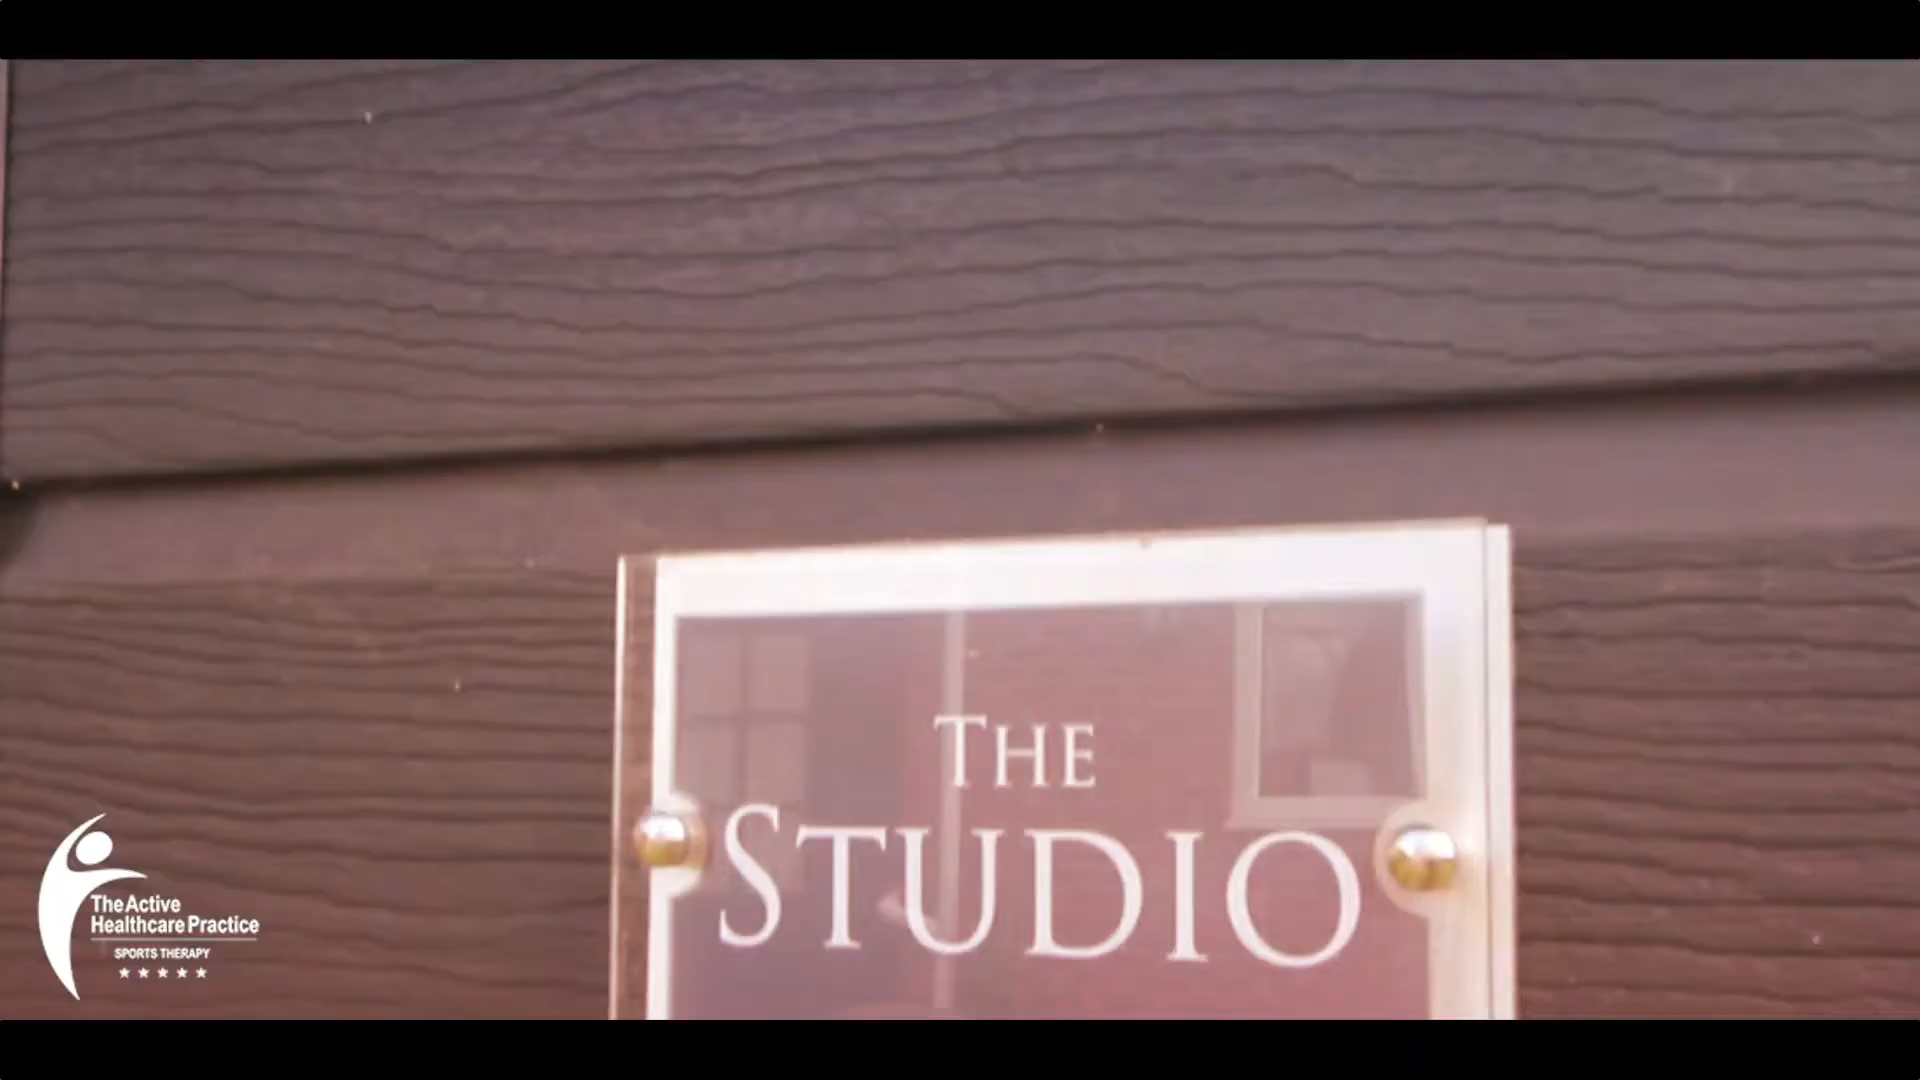 THE
STUDIO
The Active
Healthcare Practice
SPORTS THERAPY